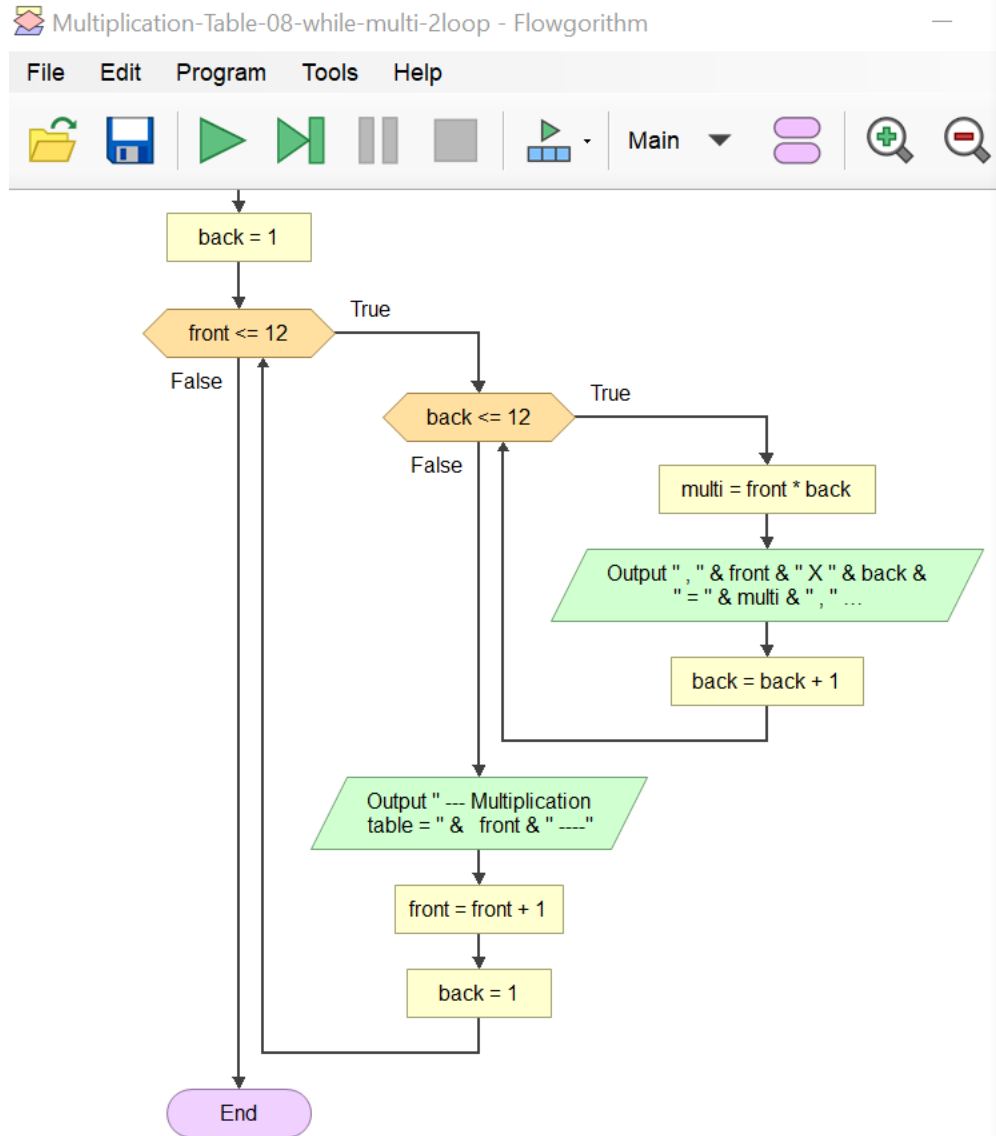 Multiplication-Table-08-while-multi-2loop - Flowgorithm
File Edit Program Tools Help
Main
back = 1
front <= 12
True
False
back <= 12
True
False
multi = front * back
Output " , " & front & " X " & back &
" = " & multi & " , " ...
back = back + 1
Output " --- Multiplication
table = " & front & " ----"
front = front + 1
back = 1
End